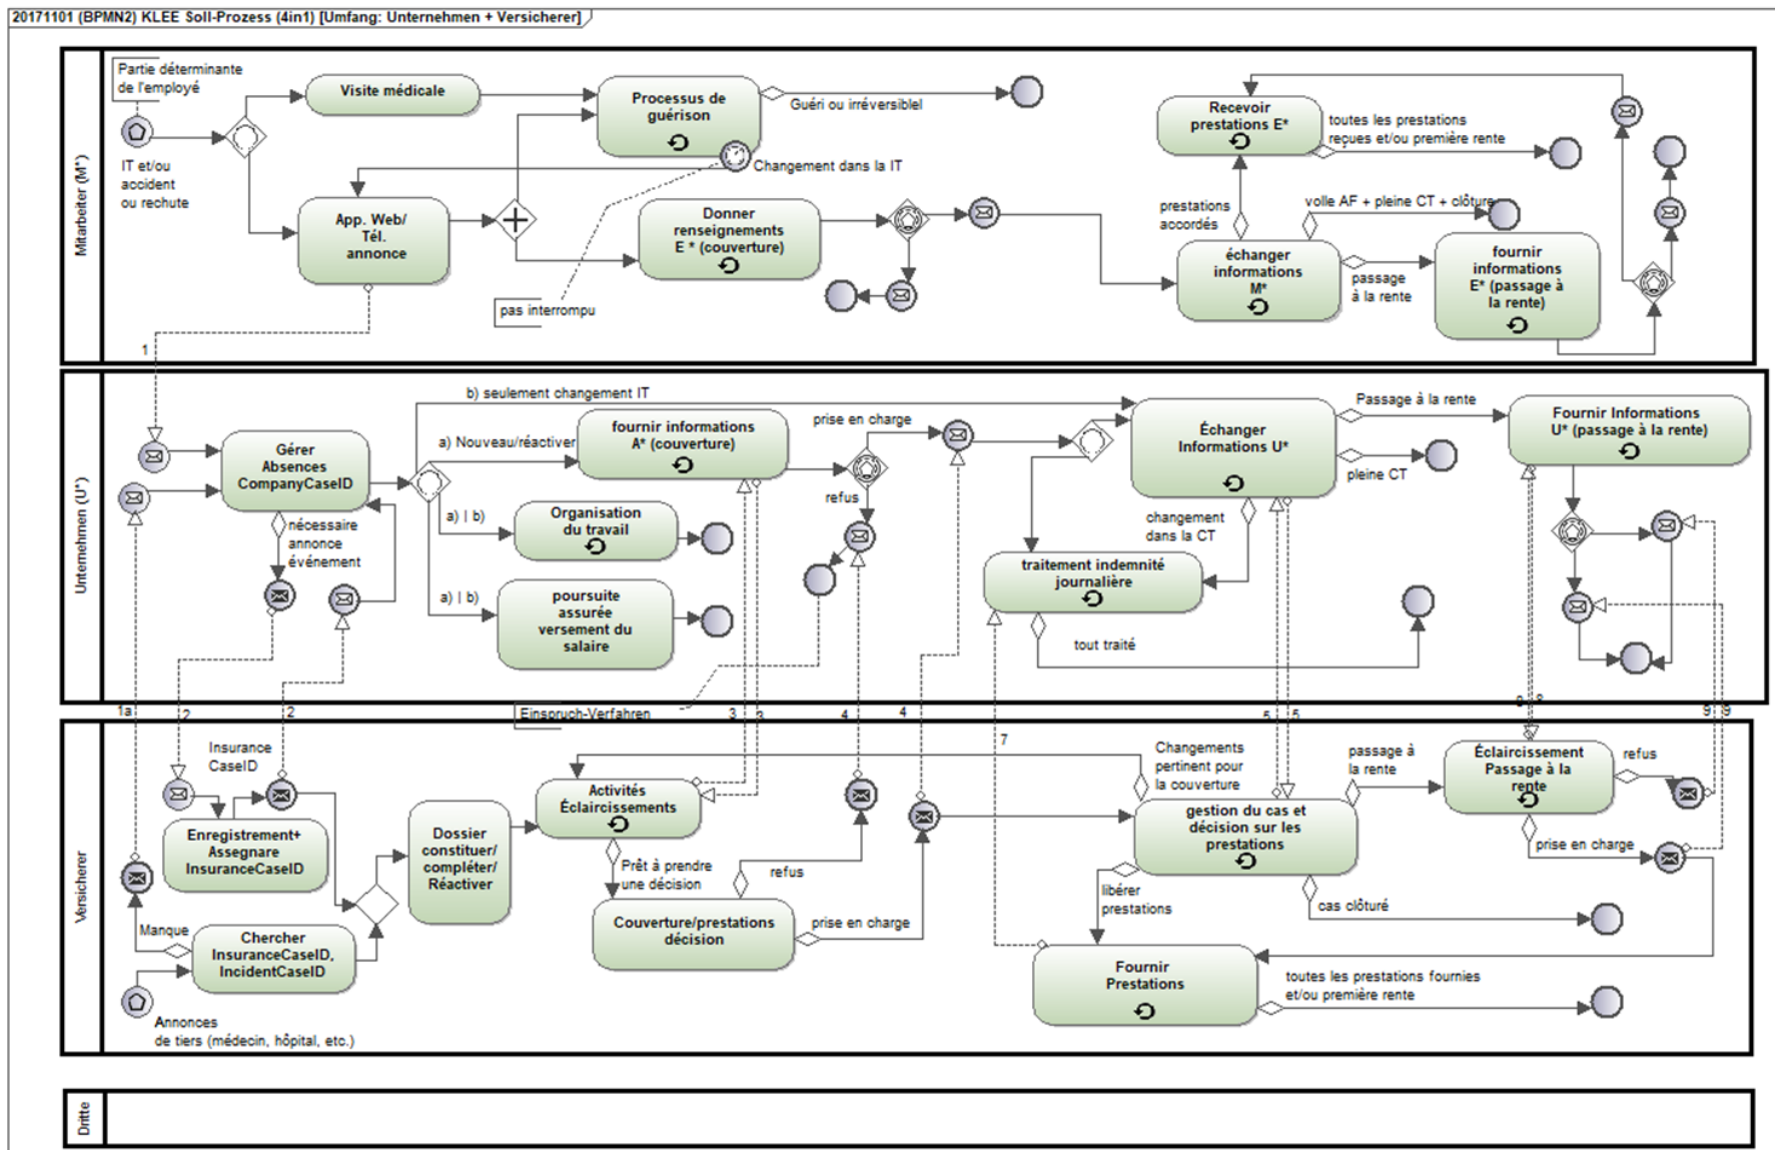 20171101 (BPMN2) KLEE Soll-Prozess (4in1) [Umfang: Unternehmen + Versicherer]
Mitarbeiter (M*)
Partie déterminante
de l'employé
IT et/ou
accident
ou rechute
Visite médicale
App. Web/
Tél.
annonce
Processus de
guérison
Guéri ou irréversiblel
Changement dans la IT
pas interrompu
Donner
renseignements
E * (couverture)
Recevoir
prestations E*
toutes les prestations
reçues et/ou première rente
prestations
accordés
volle AF + pleine CT + clôture
échanger
informations
M*
passage
à la rente
fournir
informations
E* (passage à
la rente)
1
Unternehmen (U*)
Gérer
Absences
CompanyCaseID
nécessaire
annonce
événement
b) seulement changement IT
a) Nouveau/réactiver
fournir informations
A* (couverture)
a) | b)
Organisation
du travail
a) | b)
poursuite
assurée
versement du
salaire
prise en charge
refus
Échanger
Informations U*
Passage à la rente
pleine CT
changement
dans la CT
traitement indemnité
journalière
tout traité
Fournir Informations
U* (passage à la rente)
1a
2
2
Einspruch-Verfahren
3
3
4
4
7
5
5
8
8
9
9
Versicherer
Insurance
CaseID
Enregistrement+
Assegnare
InsuranceCaseID
Manque
Chercher
InsuranceCaseID,
IncidentCaseID
Annonces
de tiers (médecin, hôpital, etc.)
Dossier
constituer/
compléter/
Réactiver
Activités
Éclaircissements
Prêt à prendre
une décision
Couverture/prestations
décision
refus
prise en charge
Changements
pertinent pour
la couverture
gestion du cas et
décision sur les
prestations
passage à
la rente
libérer
prestations
cas clôturé
Fournir
Prestations
toutes les prestations fournies
et/ou première rente
Éclaircissement
Passage à la
rente
refus
prise en charge
Dritte